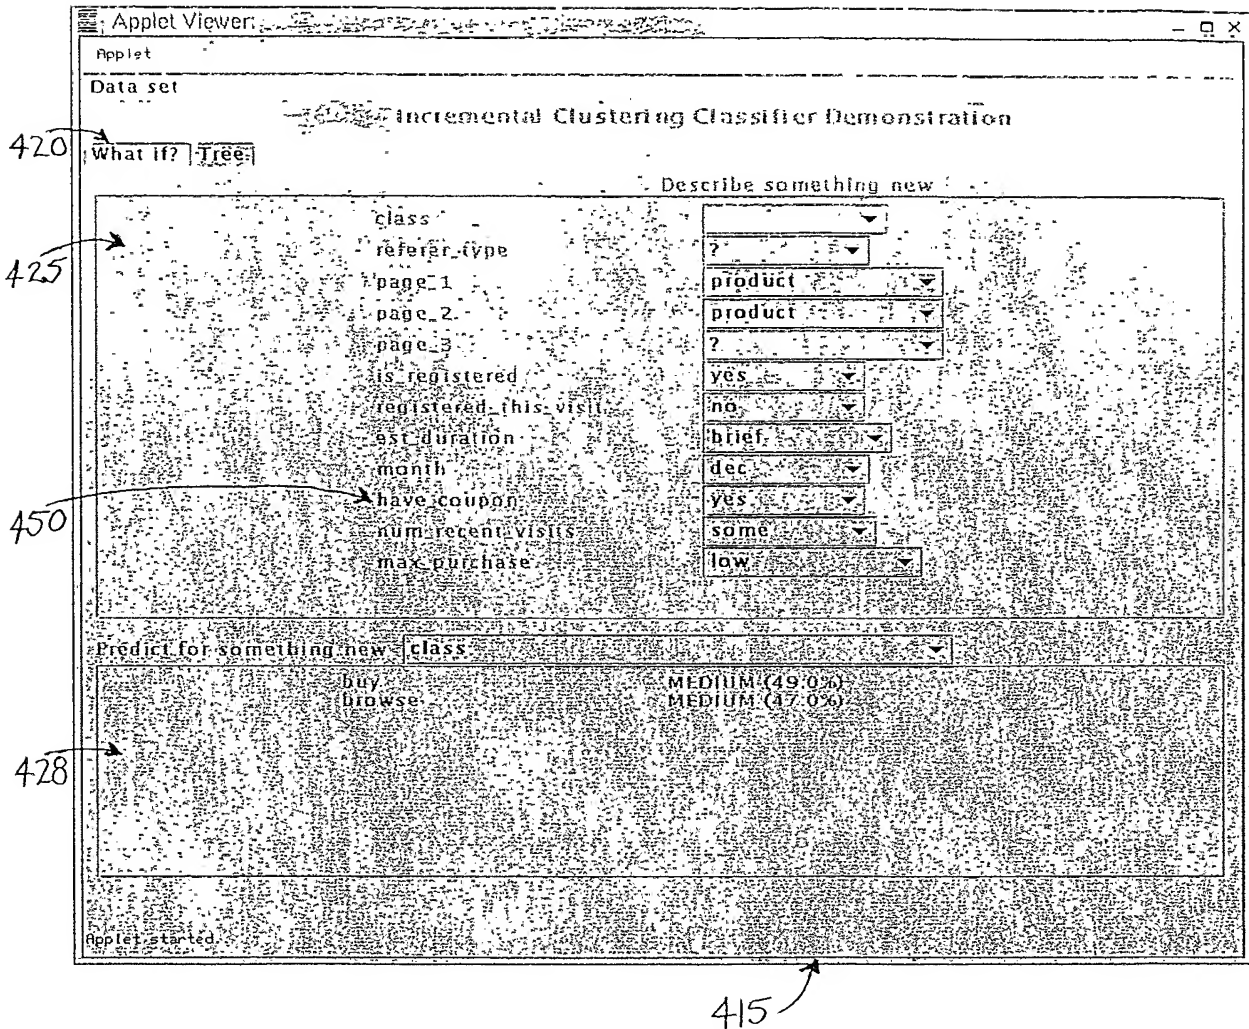 Applet Viewer:
Applet
Data set
Incremental Clustering Classifier Demonstration
420
What if? Tree
Describe something new
425
class
referer_type ?
page_1 product
page_2 product
page_3 ?
is_registered yes
registered_this_visit no
est_duration brief
month dec
450
have_coupon yes
num_recent_visits some
max_purchase low
Predict for something new class
buy MEDIUM (49.0%)
browse MEDIUM (47.0%)
428
Applet started.
415